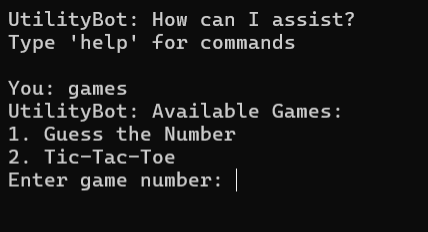 UtilityBot: How can I assist?
Type 'help' for commands
You: games
UtilityBot: Available Games:
1. Guess the Number
2. Tic-Tac-Toe
Enter game number: